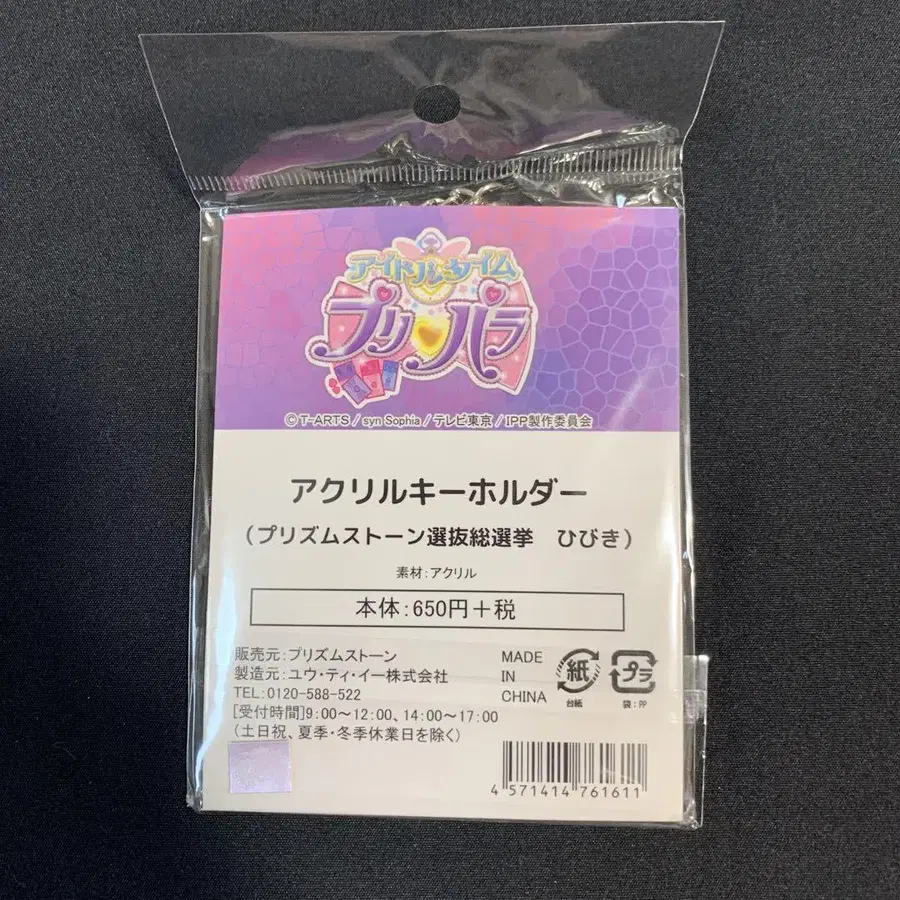 アイドルタイム
プリパラ
© T-ARTS / syn Sophia / テレビ東京 / IPP製作委員会
アクリルキーホルダー
(プリズムストーン選抜総選挙 ひびき)
素材:アクリル
本体:650円+税
販売元:プリズムストーン
製造元:ユウ・ティ・イー株式会社
TEL:0120-588-522
[受付時間]9:00～12:00、14:00～17:00
(土日祝、夏季・冬季休業日を除く)
MADE
IN
CHINA
紙
台紙
プラ
袋:PP
4 571414 761611